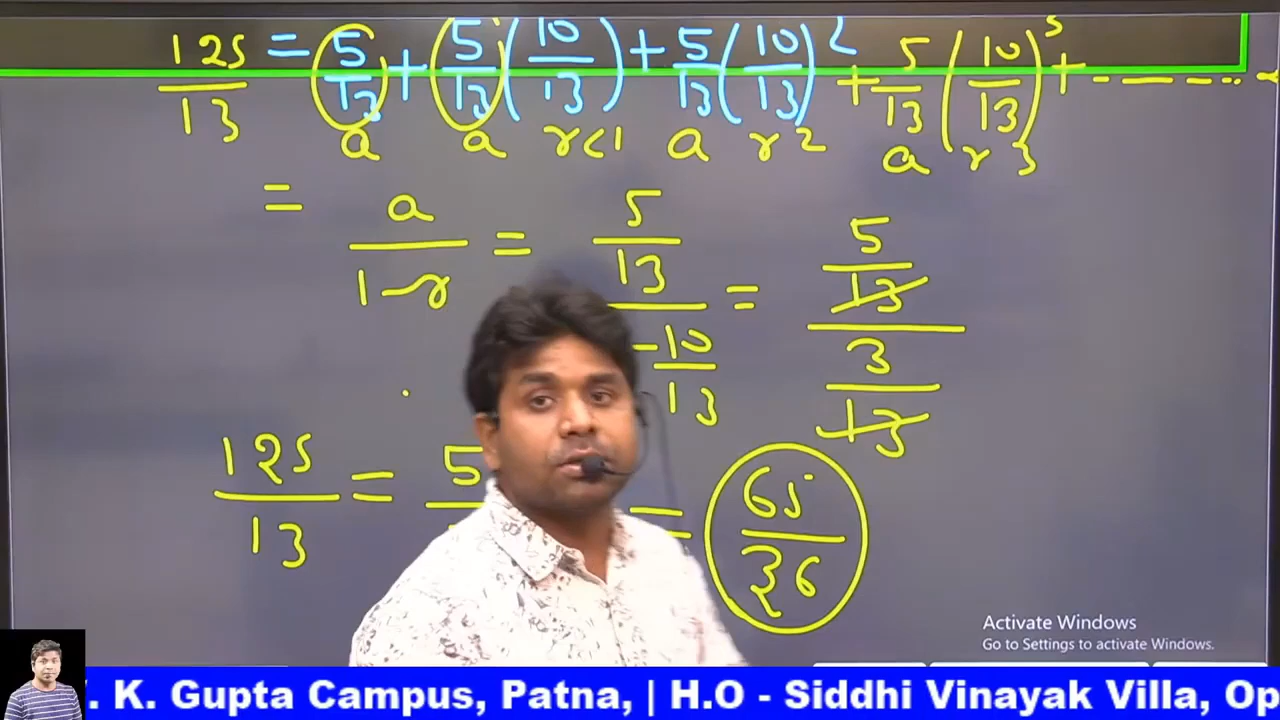 125/13 = 5/13 + 5/13 (10/13) + 5/13 (10/13)² + 5/13 (10/13)³ + - - - - -
a a r<1 a r2 a r3
= a/1-r = 5/13 / -10/13 = 5/13 / 3/13
125/13 = 5 = 65/36
Activate Windows
Go to Settings to activate Windows.
. K. Gupta Campus, Patna, | H.O - Siddhi Vinayak Villa, Op